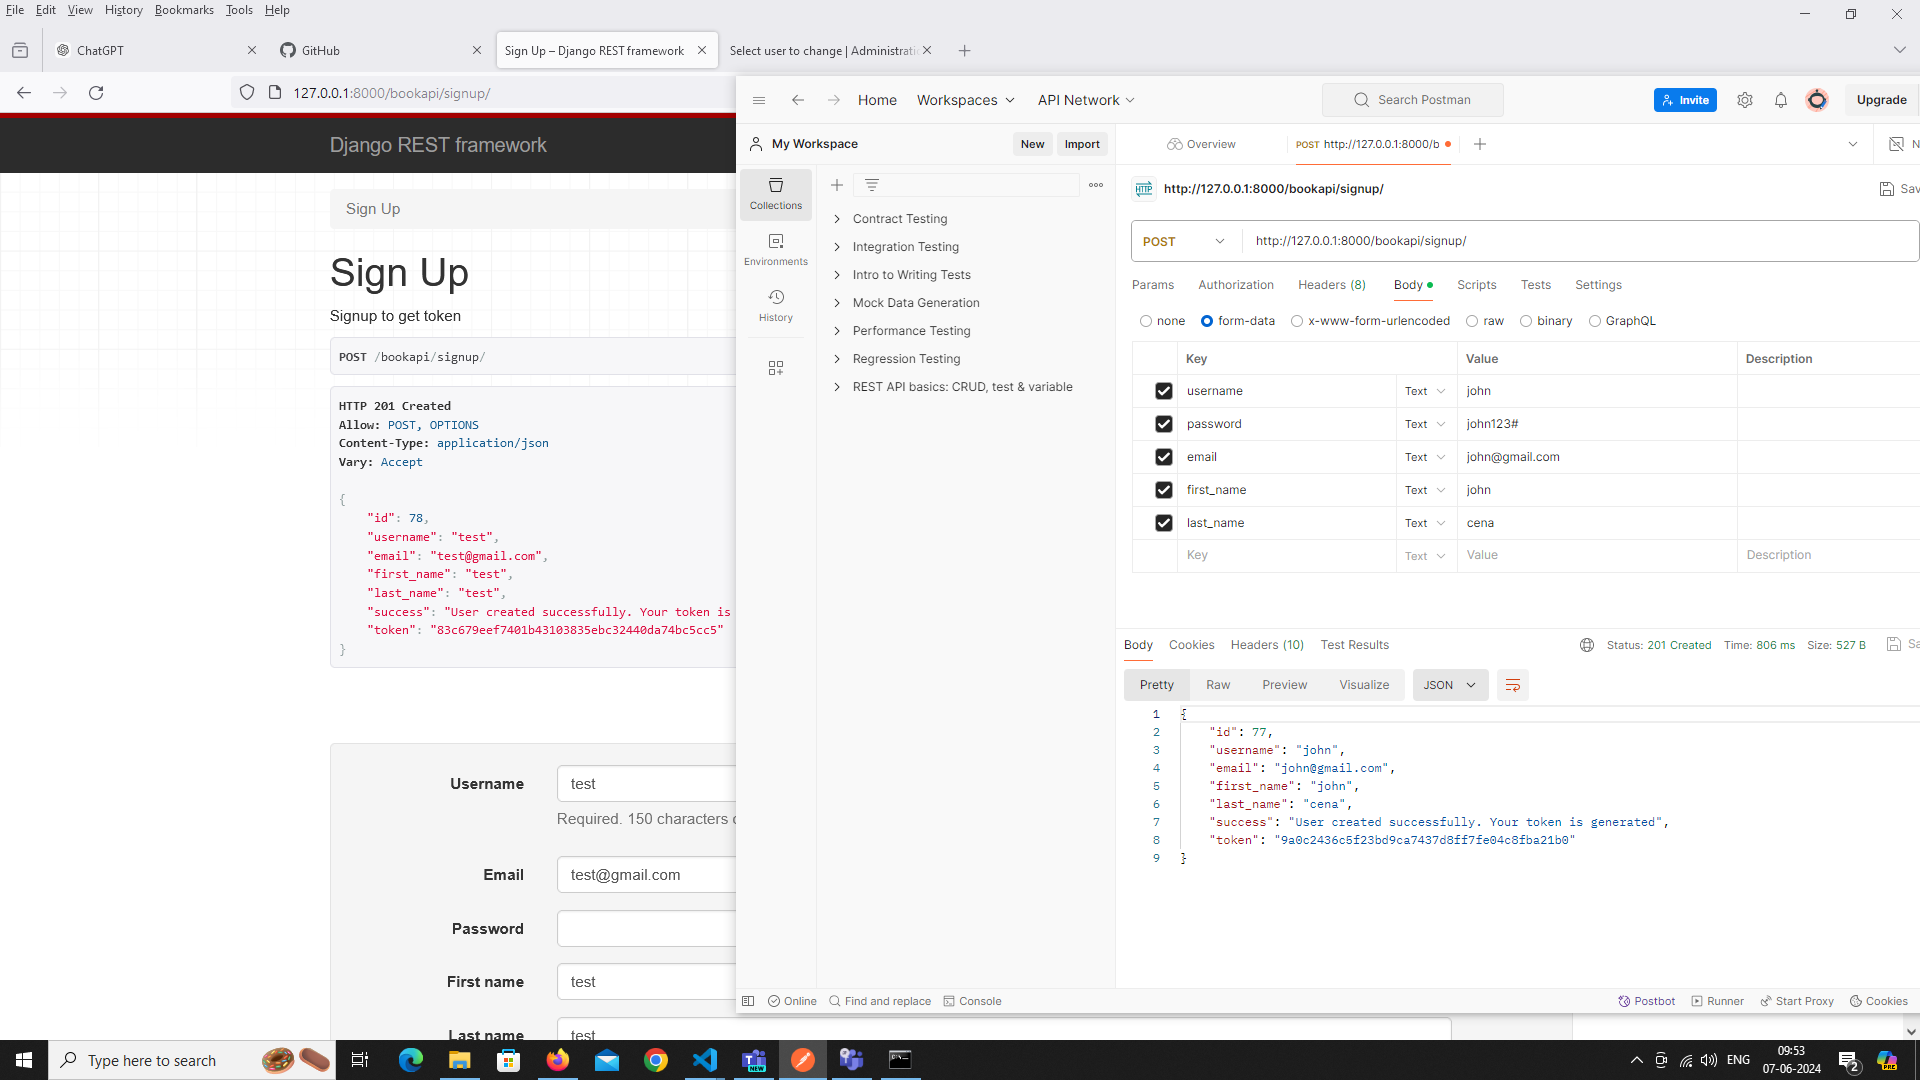 File Edit View History Bookmarks Tools Help
ChatGPT
GitHub
Sign Up – Django REST framework
Select user to change | Administrati
127.0.0.1:8000/bookapi/signup/
Django REST framework
Sign Up
Sign Up
Signup to get token
POST /bookapi/signup/
HTTP 201 Created
Allow: POST, OPTIONS
Content-Type: application/json
Vary: Accept
{
"id": 78,
"username": "test",
"email": "test@gmail.com",
"first_name": "test",
"last_name": "test",
"success": "User created successfully. Your token is
"token": "83c679eef7401b43103835ebc32440da74bc5cc5"
}
Username test
Required. 150 characters
Email test@gmail.com
Password
First name test
Last name test
Home Workspaces API Network
Search Postman
Invite
Upgrade
My Workspace
New Import
Overview
POST http://127.0.0.1:8000/b
N
Collections
Environments
History
Contract Testing
Integration Testing
Intro to Writing Tests
Mock Data Generation
Performance Testing
Regression Testing
REST API basics: CRUD, test & variable
HTTP http://127.0.0.1:8000/bookapi/signup/
Sav
POST http://127.0.0.1:8000/bookapi/signup/
Params Authorization Headers (8) Body Scripts Tests Settings
none form-data x-www-form-urlencoded raw binary GraphQL
Key Value Description
username Text john
password Text john123#
email Text john@gmail.com
first_name Text john
last_name Text cena
Key Text Value Description
Body Cookies Headers (10) Test Results
Status: 201 Created Time: 806 ms Size: 527 B Sa
Pretty Raw Preview Visualize JSON
1 {
2 "id": 77,
3 "username": "john",
4 "email": "john@gmail.com",
5 "first_name": "john",
6 "last_name": "cena",
7 "success": "User created successfully. Your token is generated",
8 "token": "9a0c2436c5f23bd9ca7437d8ff7fe04c8fba21b0"
9 }
Online Find and replace Console
Postbot Runner Start Proxy Cookies
Type here to search
NEW
ENG
09:53
07-06-2024
2
PRE